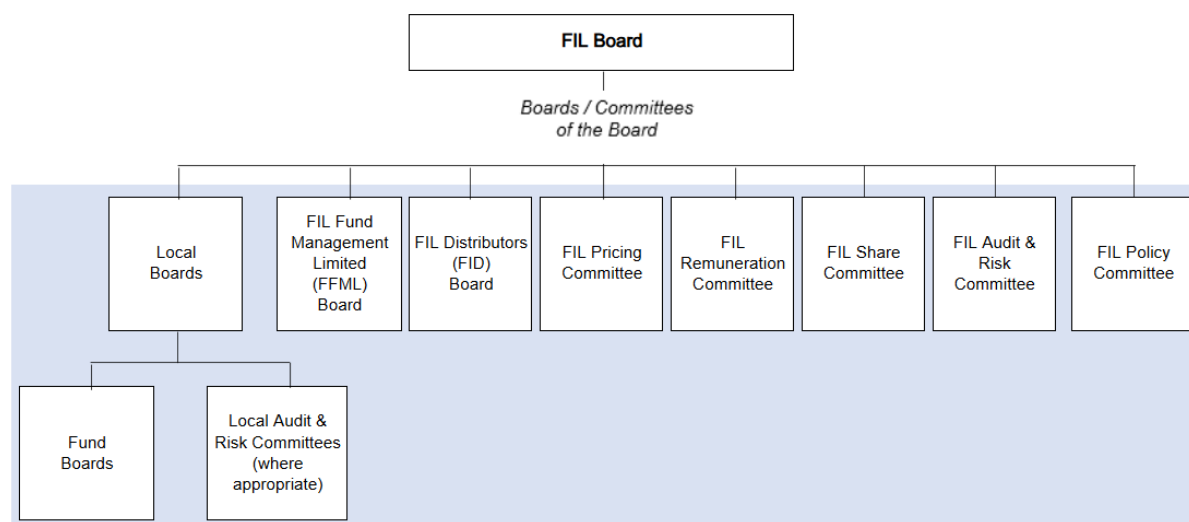 FIL Board
Boards / Committees
of the Board
Local
Boards
FIL Fund
Management
Limited
(FFML)
Board
FIL Distributors
(FID)
Board
FIL Pricing
Committee
FIL
Remuneration
Committee
FIL Share
Committee
FIL Audit &
Risk
Committee
FIL Policy
Committee
Fund
Boards
Local Audit &
Risk Committees
(where
appropriate)